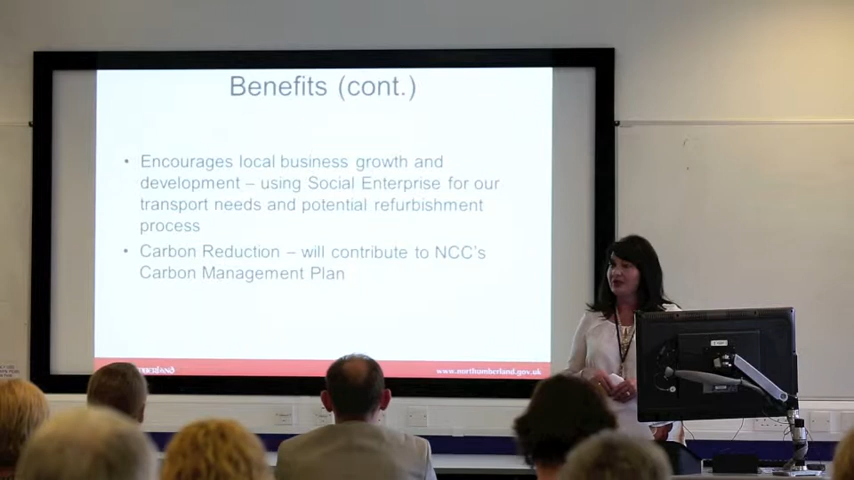 Benefits (cont.)
• Encourages local business growth and
development – using Social Enterprise for our
transport needs and potential refurbishment
process
• Carbon Reduction – will contribute to NCC's
Carbon Management Plan
www.northumberland.gov.uk